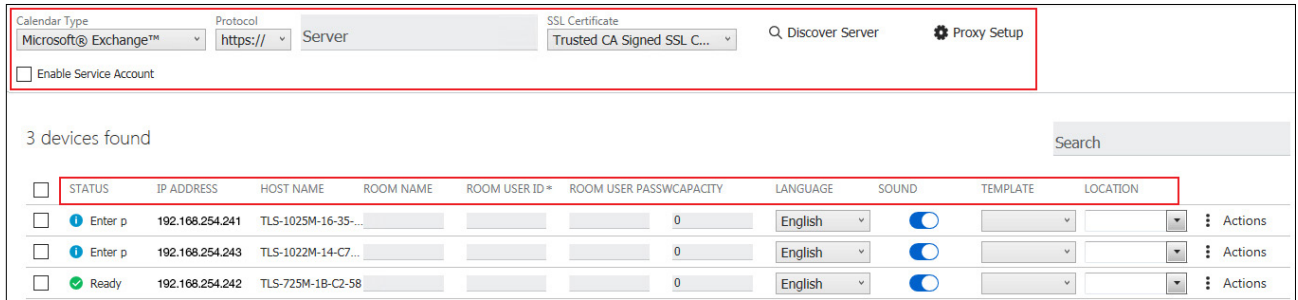 Calendar Type Protocol SSL Certificate
Microsoft® Exchange™ https:// Server Trusted CA Signed SSL C... Discover Server Proxy Setup
Enable Service Account
3 devices found
Search
STATUS IP ADDRESS HOST NAME ROOM NAME ROOM USER ID * ROOM USER PASSWCAPACITY LANGUAGE SOUND TEMPLATE LOCATION
Enter p 192.168.254.241 TLS-1025M-16-35-... 0 English Actions
Enter p 192.168.254.243 TLS-1022M-14-C7... 0 English Actions
Ready 192.168.254.242 TLS-725M-1B-C2-58 0 English Actions